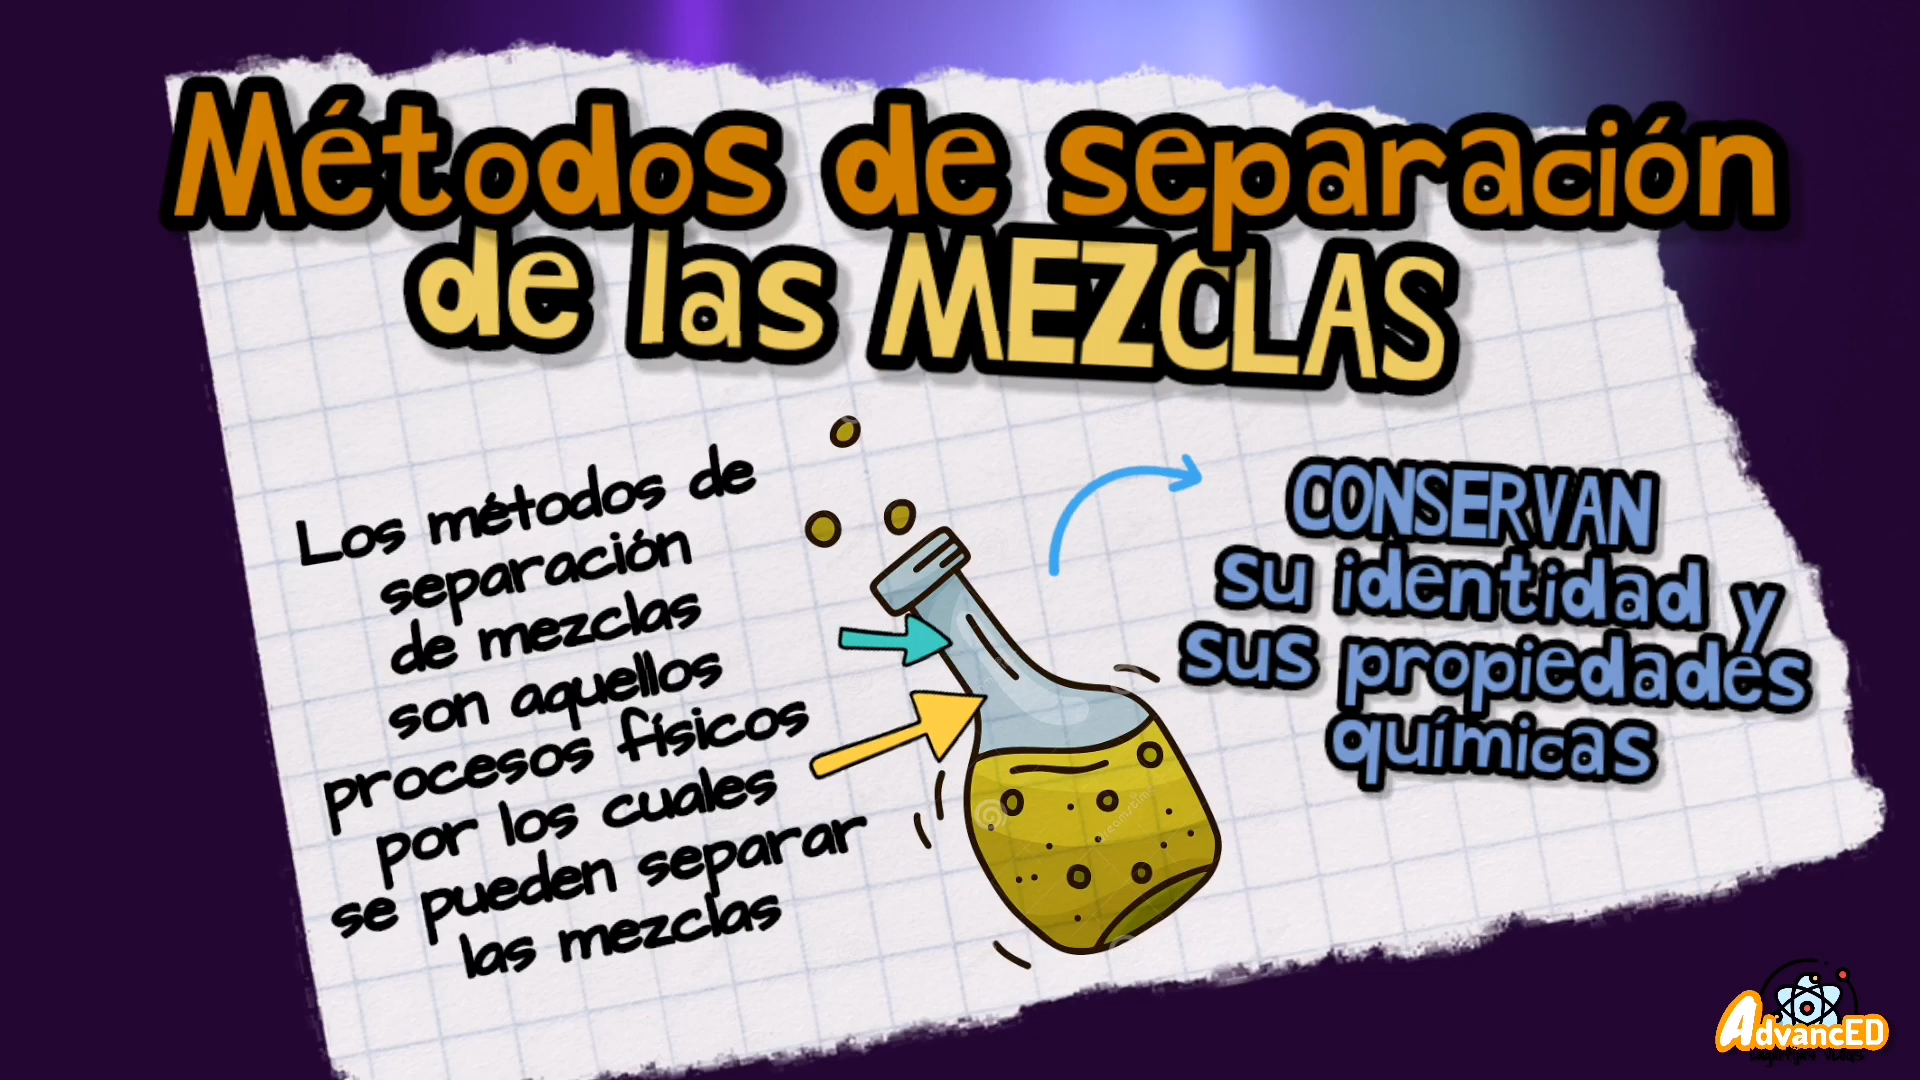 Métodos de separación
de las MEZCLAS
Los métodos de
separación
de mezclas
son aquellos
procesos físicos
por los cuales
se pueden separar
las mezclas
CONSERVAN
su identidad y
sus propiedades
químicas
AdvancED